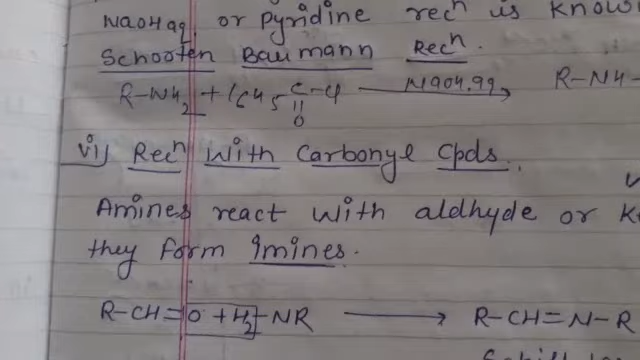 NaOH aq. or Pyridine recⁿ is know
Schooten Baumann Recⁿ.
R-NH₂ + C₆H₅ C-Cl NaOH.aq. R-NH-
||
O
vi) Recⁿ With Carbonyl Cpds.
Amines react with aldhyde or Ke
they form Imines.
R-CH=O + H₂-NR → R-CH=N-R